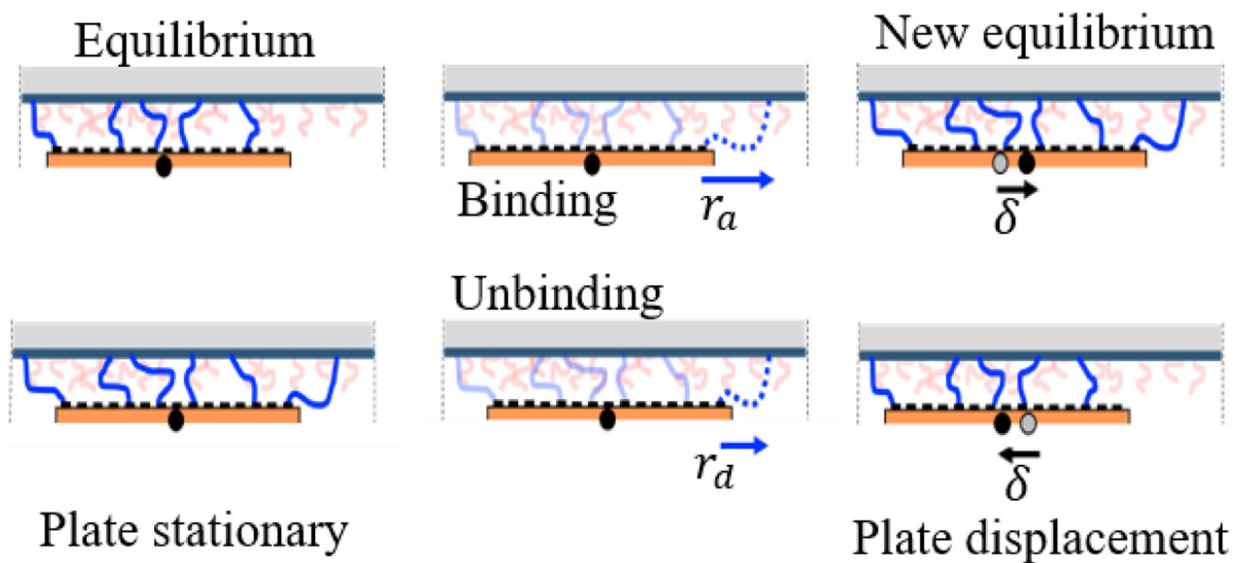 Equilibrium
New equilibrium
Binding
r_a
δ
Unbinding
r_d
δ
Plate stationary
Plate displacement